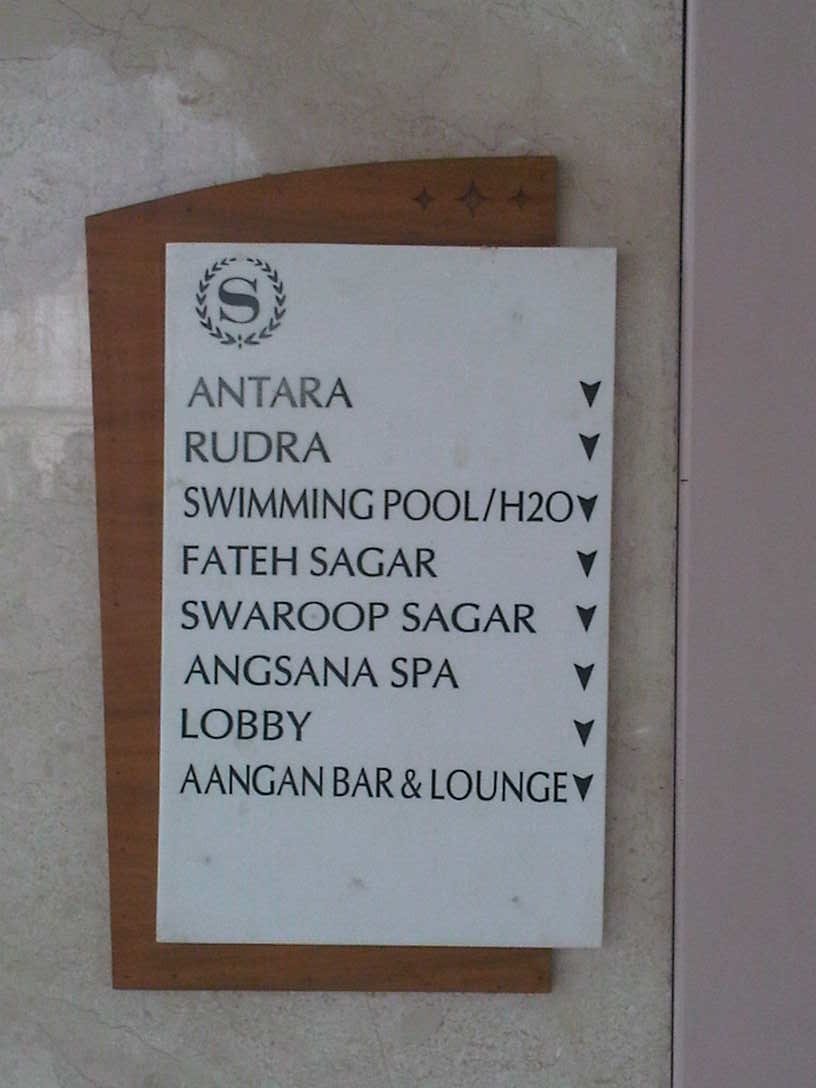 S
ANTARA
RUDRA
SWIMMING POOL/H2O
FATEH SAGAR
SWAROOP SAGAR
ANGSANA SPA
LOBBY
AANGAN BAR & LOUNGE